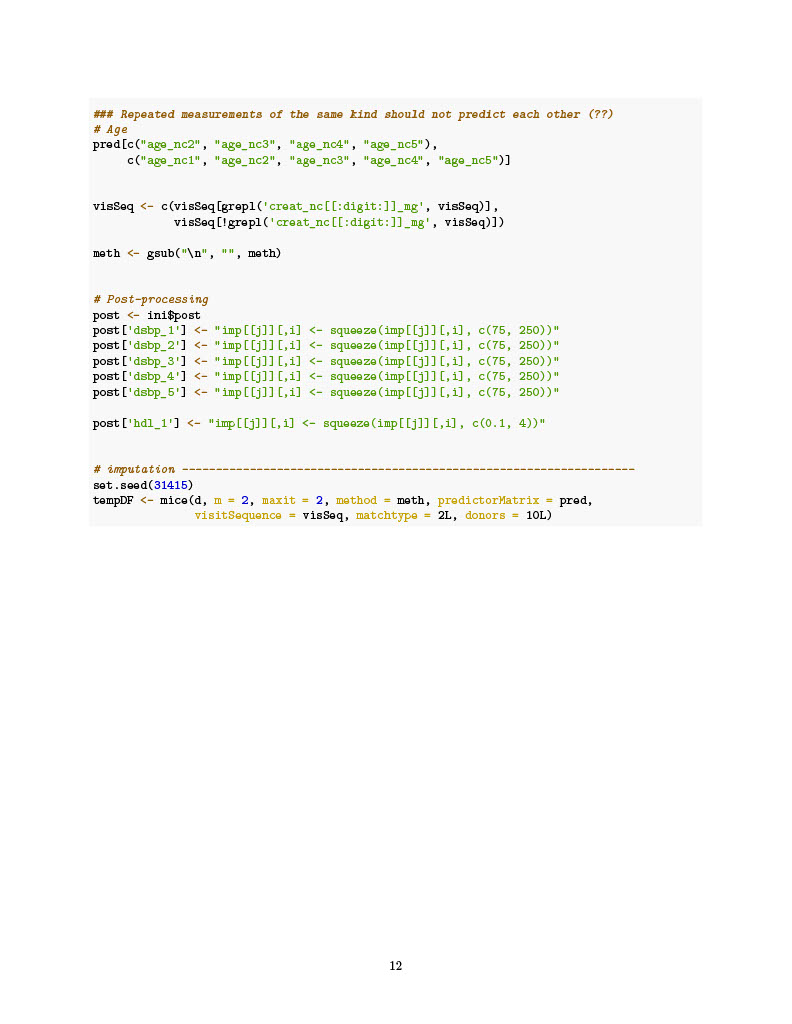 ### Repeated measurements of the same kind should not predict each other (??)
# Age
pred[c("age_nc2", "age_nc3", "age_nc4", "age_nc5"),
     c("age_nc1", "age_nc2", "age_nc3", "age_nc4", "age_nc5")]
visSeq <- c(visSeq[grepl('creat_nc[[:digit:]]_mg', visSeq)],
            visSeq[!grepl('creat_nc[[:digit:]]_mg', visSeq)])
meth <- gsub("\n", "", meth)
# Post-processing
post <- ini$post
post['dsbp_1'] <- "imp[[j]][,i] <- squeeze(imp[[j]][,i], c(75, 250))"
post['dsbp_2'] <- "imp[[j]][,i] <- squeeze(imp[[j]][,i], c(75, 250))"
post['dsbp_3'] <- "imp[[j]][,i] <- squeeze(imp[[j]][,i], c(75, 250))"
post['dsbp_4'] <- "imp[[j]][,i] <- squeeze(imp[[j]][,i], c(75, 250))"
post['dsbp_5'] <- "imp[[j]][,i] <- squeeze(imp[[j]][,i], c(75, 250))"
post['hdl_1'] <- "imp[[j]][,i] <- squeeze(imp[[j]][,i], c(0.1, 4))"
# imputation -------------------------------------------------------------------
set.seed(31415)
tempDF <- mice(d, m = 2, maxit = 2, method = meth, predictorMatrix = pred,
               visitSequence = visSeq, matchtype = 2L, donors = 10L)
12